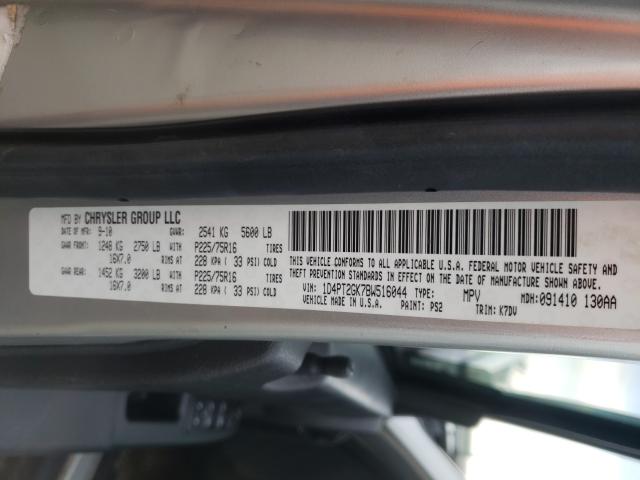 MFD BY CHRYSLER GROUP LLC
DATE OF MFR: 9-10 GVWR: 2541 KG 5600 LB
GAWR FRONT: 1248 KG 2750 LB WITH P225/75R16 TIRES
16X7.0 RIMS AT 228 KPA ( 33 PSI) COLD
GAWR REAR: 1452 KG 3200 LB WITH P225/75R16 TIRES
16X7.0 RIMS AT 228 KPA ( 33 PSI) COLD
THIS VEHICLE CONFORMS TO ALL APPLICABLE U.S.A. FEDERAL MOTOR VEHICLE SAFETY AND
THEFT PREVENTION STANDARDS IN EFFECT ON THE DATE OF MANUFACTURE SHOWN ABOVE.
VIN: 1D4PT2GK7BW516044 TYPE: MPV MDH: 091410 130AA
MADE IN U.S.A. PAINT: PS2 TRIM: K7DV